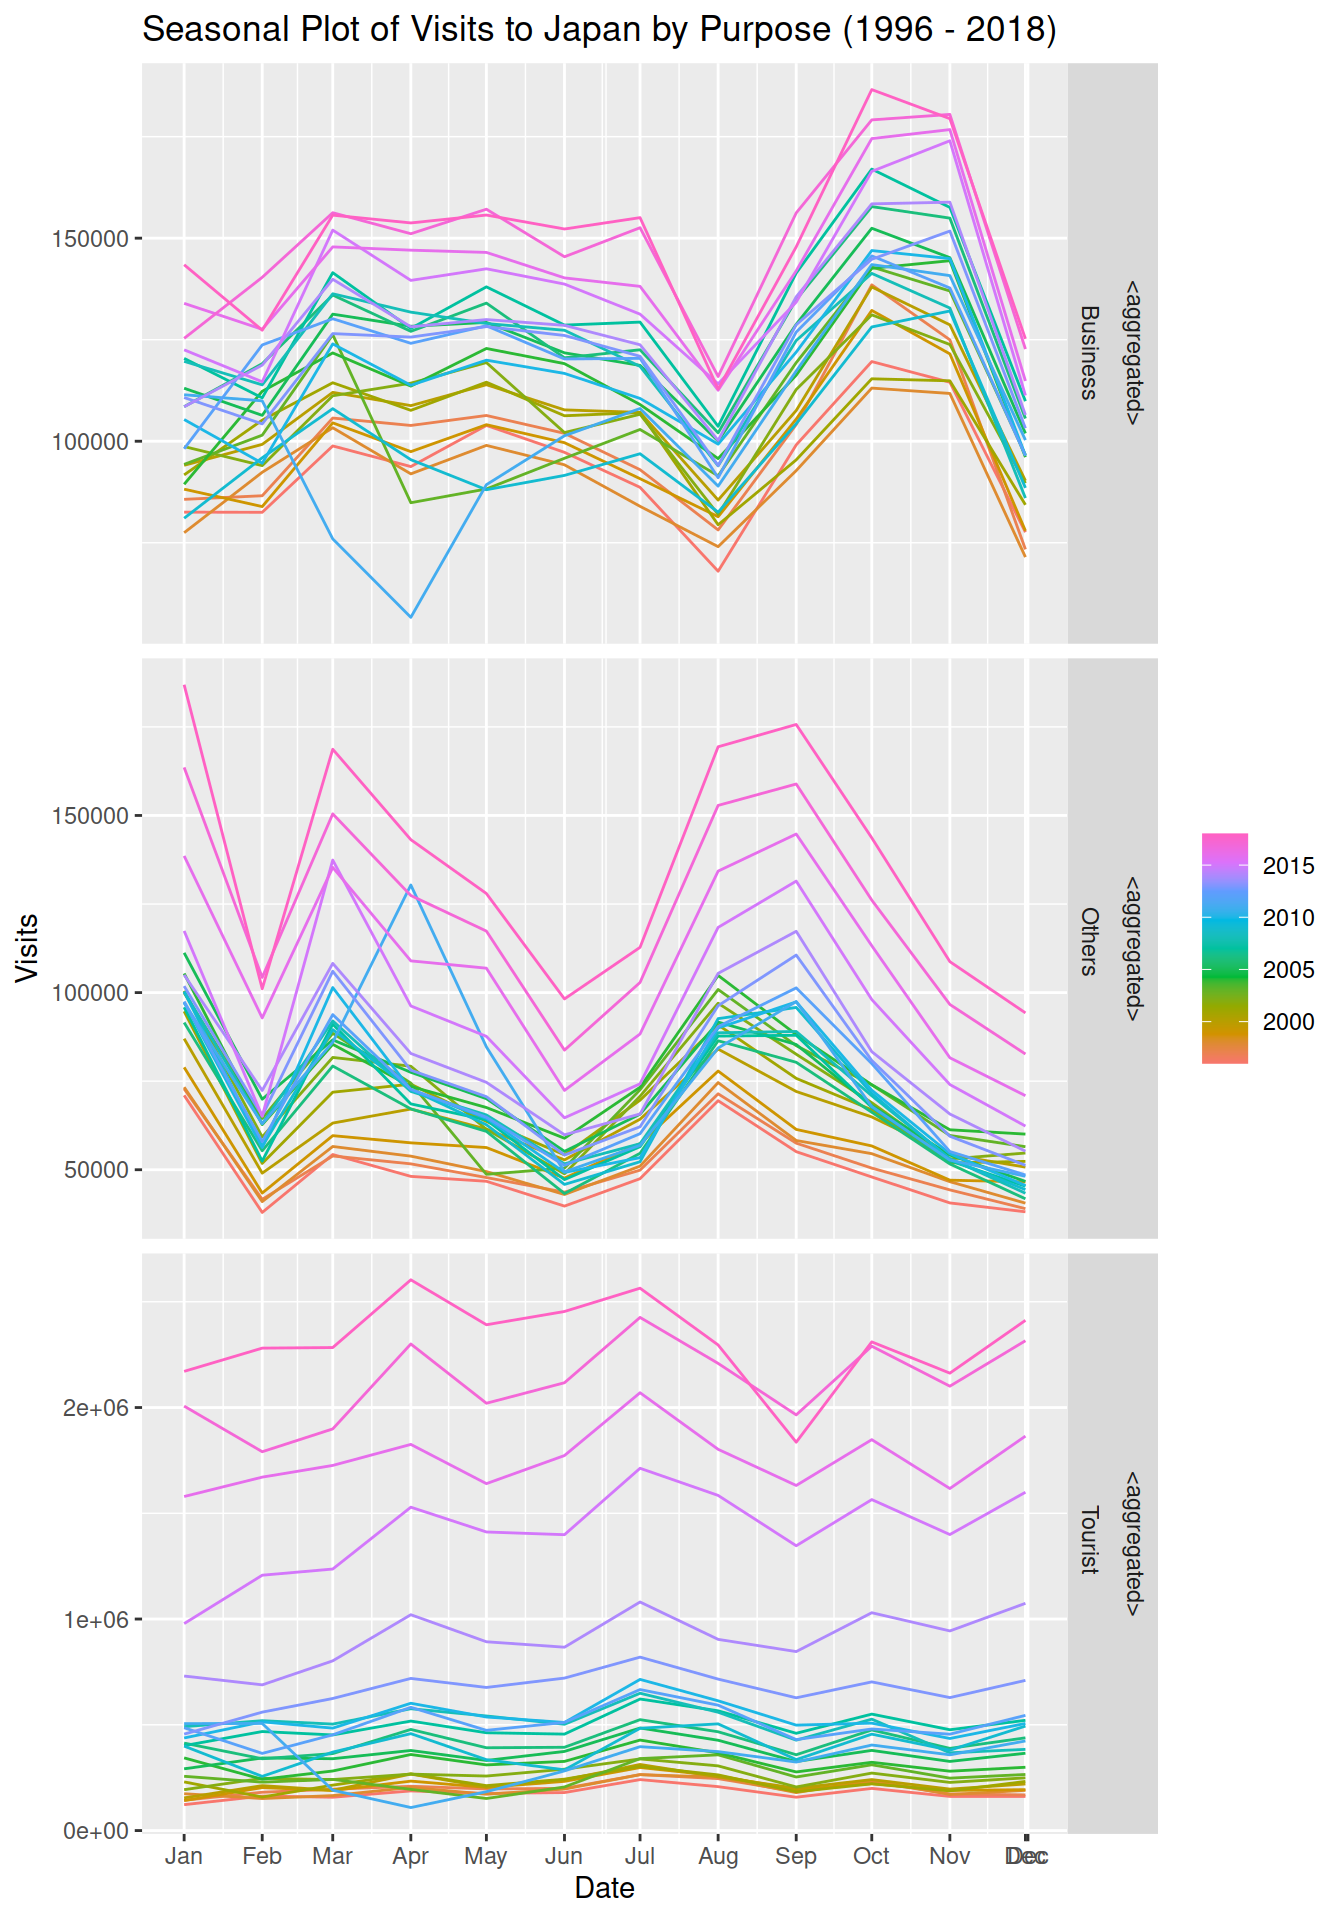 Seasonal Plot of Visits to Japan by Purpose (1996 - 2018)
150000
100000
Business
<aggregated>
150000
100000
50000
Others
<aggregated>
2e+06
1e+06
0e+00
Tourist
<aggregated>
Visits
Jan Feb Mar Apr May Jun Jul Aug Sep Oct Nov Dec
Date
2015
2010
2005
2000